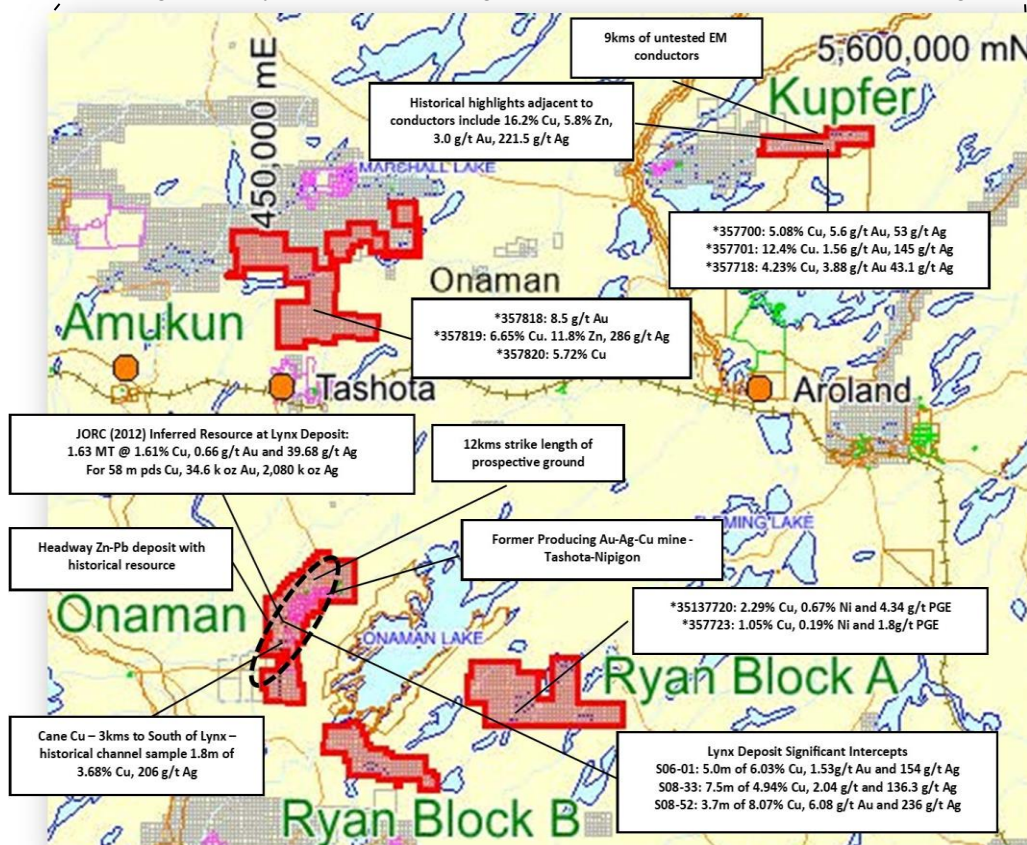 9kms of untested EM
conductors
5,600,000 mN
Kupfer
Historical highlights adjacent to
conductors include 16.2% Cu, 5.8% Zn,
3.0 g/t Au, 221.5 g/t Ag
450,000 mE
MARSHALL LAKE
*357700: 5.08% Cu, 5.6 g/t Au, 53 g/t Ag
*357701: 12.4% Cu. 1.56 g/t Au, 145 g/t Ag
*357718: 4.23% Cu, 3.88 g/t Au 43.1 g/t Ag
Onaman
Amukun
*357818: 8.5 g/t Au
*357819: 6.65% Cu. 11.8% Zn, 286 g/t Ag
*357820: 5.72% Cu
Tashota
Aroland
JORC (2012) Inferred Resource at Lynx Deposit:
1.63 MT @ 1.61% Cu, 0.66 g/t Au and 39.68 g/t Ag
For 58 m pds Cu, 34.6 k oz Au, 2,080 k oz Ag
12kms strike length of
prospective ground
Headway Zn-Pb deposit with
historical resource
Former Producing Au-Ag-Cu mine -
Tashota-Nipigon
LEMING LAKE
Onaman
ONAMAN LAKE
*35137720: 2.29% Cu, 0.67% Ni and 4.34 g/t PGE
*357723: 1.05% Cu, 0.19% Ni and 1.8g/t PGE
Ryan Block A
Cane Cu – 3kms to South of Lynx –
historical channel sample 1.8m of
3.68% Cu, 206 g/t Ag
Lynx Deposit Significant Intercepts
S06-01: 5.0m of 6.03% Cu, 1.53g/t Au and 154 g/t Ag
S08-33: 7.5m of 4.94% Cu, 2.04 g/t and 136.3 g/t Ag
S08-52: 3.7m of 8.07% Cu, 6.08 g/t Au and 236 g/t Ag
Ryan Block B